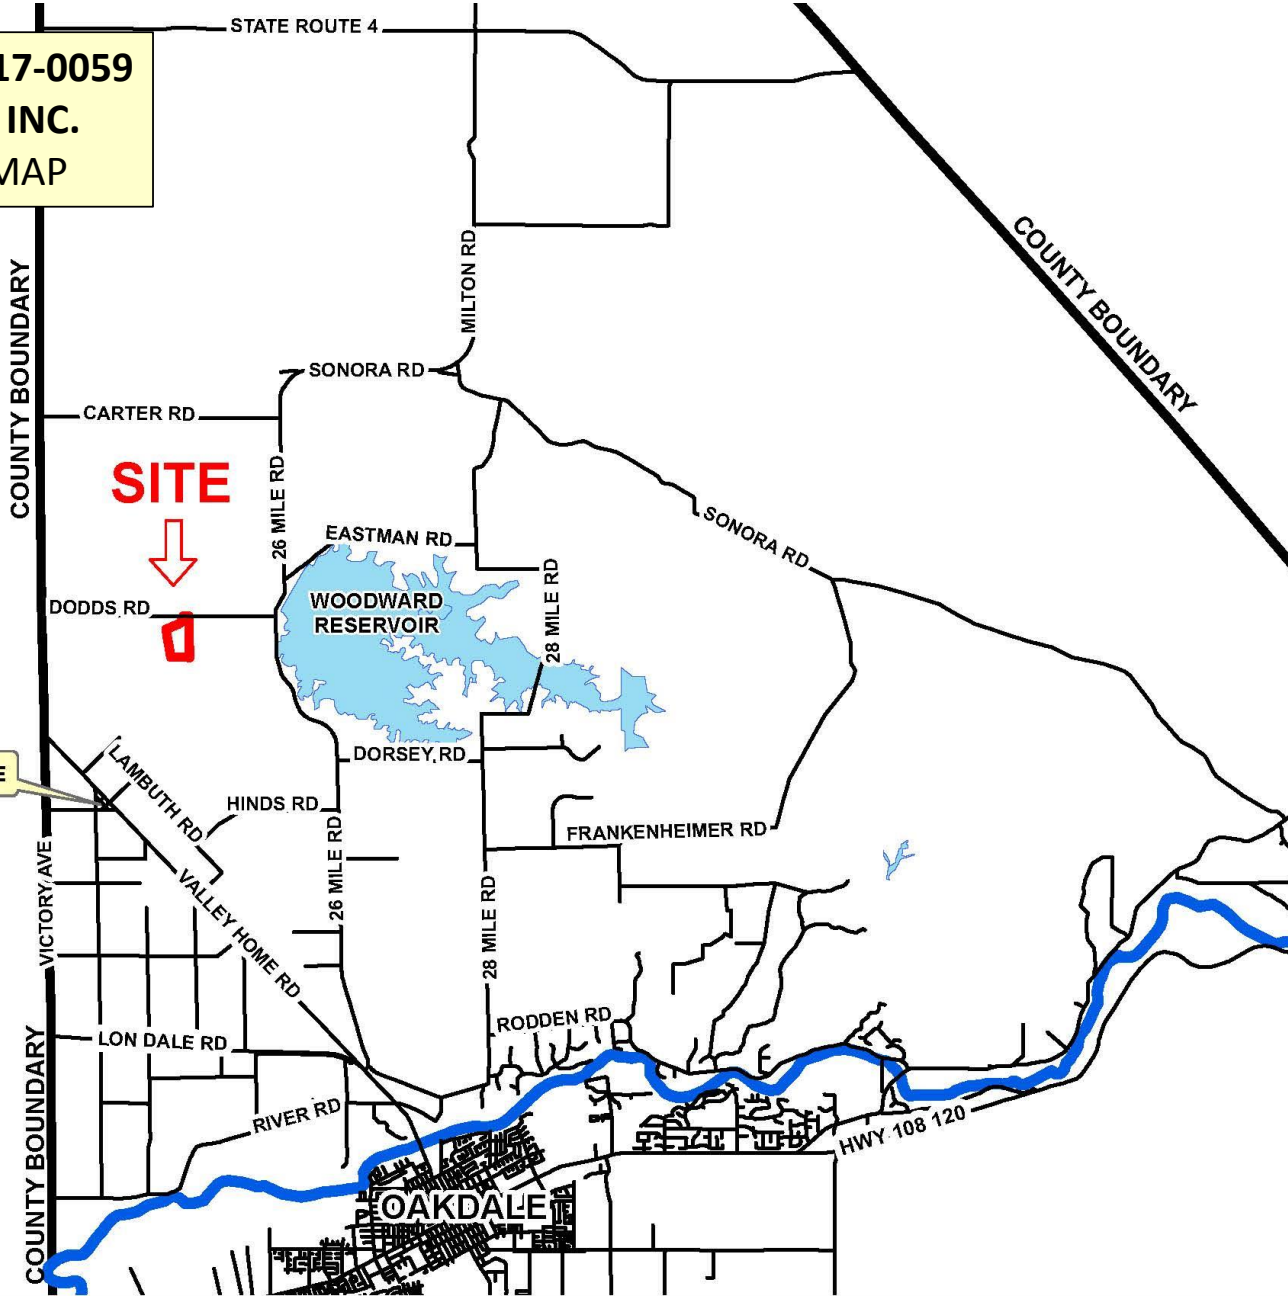 STATE ROUTE 4
17-0059
INC.
MAP
COUNTY BOUNDARY
MILTON RD
COUNTY BOUNDARY
SONORA RD
CARTER RD
SITE
26 MILE RD
EASTMAN RD
SONORA RD
28 MILE RD
DODDS RD
WOODWARD
RESERVOIR
DORSEY RD
E
LAMBUTH RD
HINDS RD
26 MILE RD
FRANKENHEIMER RD
VICTORY AVE
VALLEY HOME RD
28 MILE RD
RODDEN RD
LON DALE RD
COUNTY BOUNDARY
RIVER RD
HWY 108 120
OAKDALE